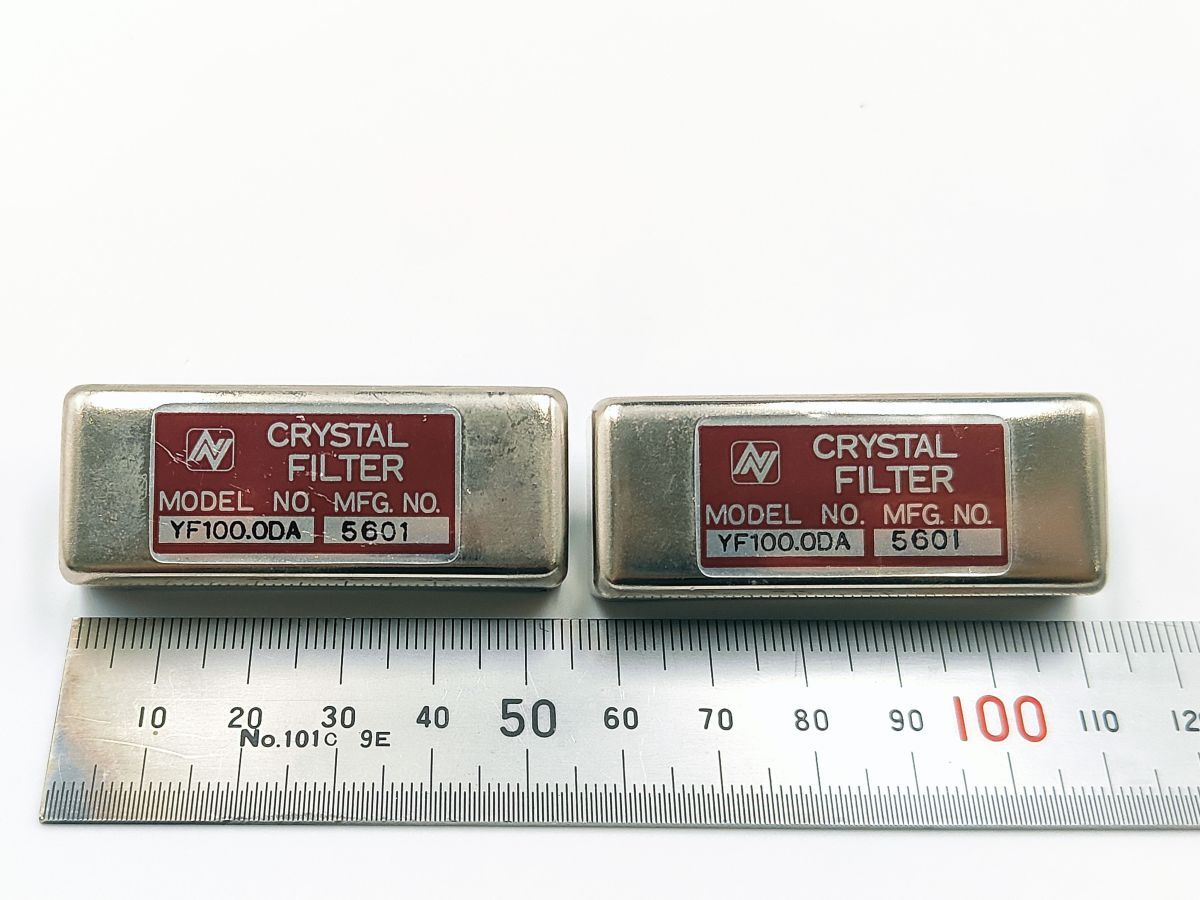 CRYSTAL
FILTER
MODEL NO. MFG. NO.
YF100.0DA 5601
CRYSTAL
FILTER
MODEL NO. MFG. NO.
YF100.0DA 5601
10 20 30 40 50 60 70 80 90 100 110 12
No.101C 9E